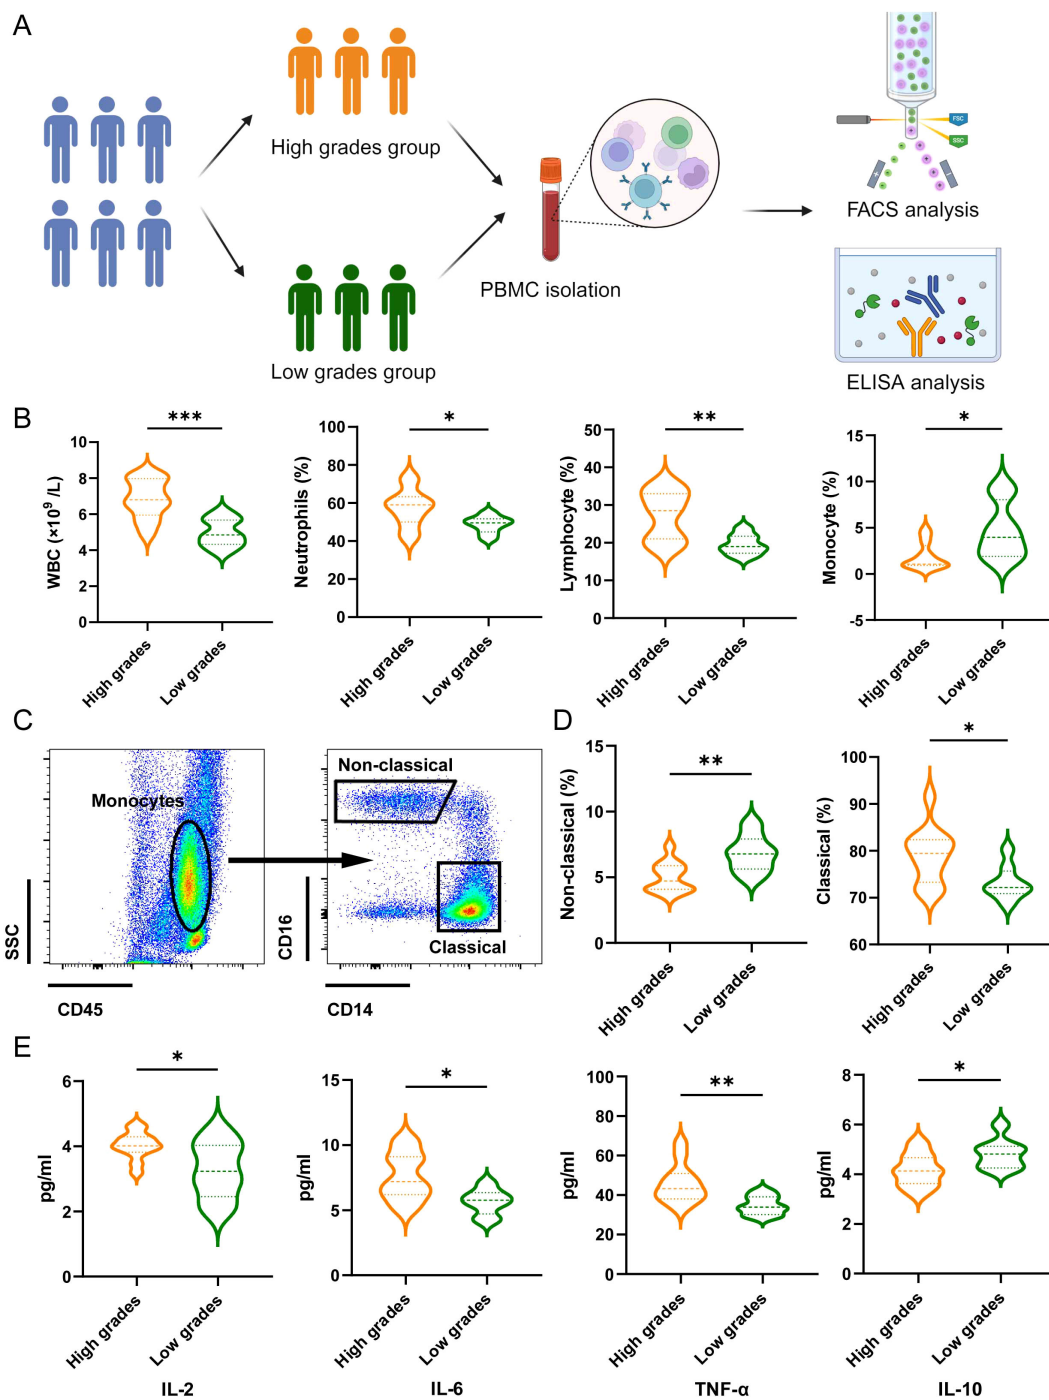 A
High grades group
Low grades group
PBMC isolation
FSC
SSC
FACS analysis
ELISA analysis
B
***
WBC (×10⁹ /L)
10
8
6
4
2
0
High grades
Low grades
*
Neutrophils (%)
100
80
60
40
20
0
High grades
Low grades
**
Lymphocyte (%)
50
40
30
20
10
0
High grades
Low grades
*
Monocyte (%)
15
10
5
0
-5
High grades
Low grades
C
Monocytes
SSC
CD45
Non-classical
Classical
CD16
CD14
D
**
Non-classical (%)
15
10
5
0
High grades
Low grades
*
Classical (%)
100
90
80
70
60
High grades
Low grades
E
*
pg/ml
6
4
2
0
High grades
Low grades
IL-2
*
pg/ml
15
10
5
0
High grades
Low grades
IL-6
**
pg/ml
100
80
60
40
20
0
High grades
Low grades
TNF-α
*
pg/ml
8
6
4
2
0
High grades
Low grades
IL-10